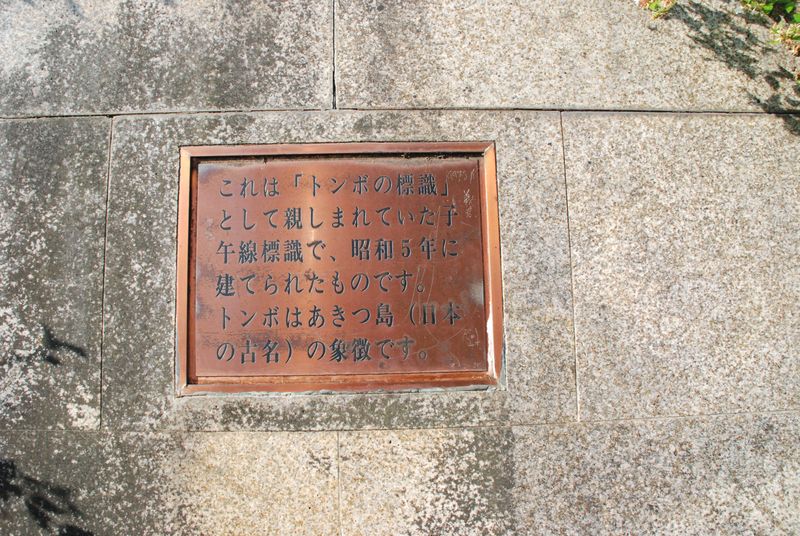 これは「トンボの標識」
として親しまれていた子
午線標識で、昭和5年に
建てられたものです。
トンボはあきつ島（日本
の古名）の象徴です。